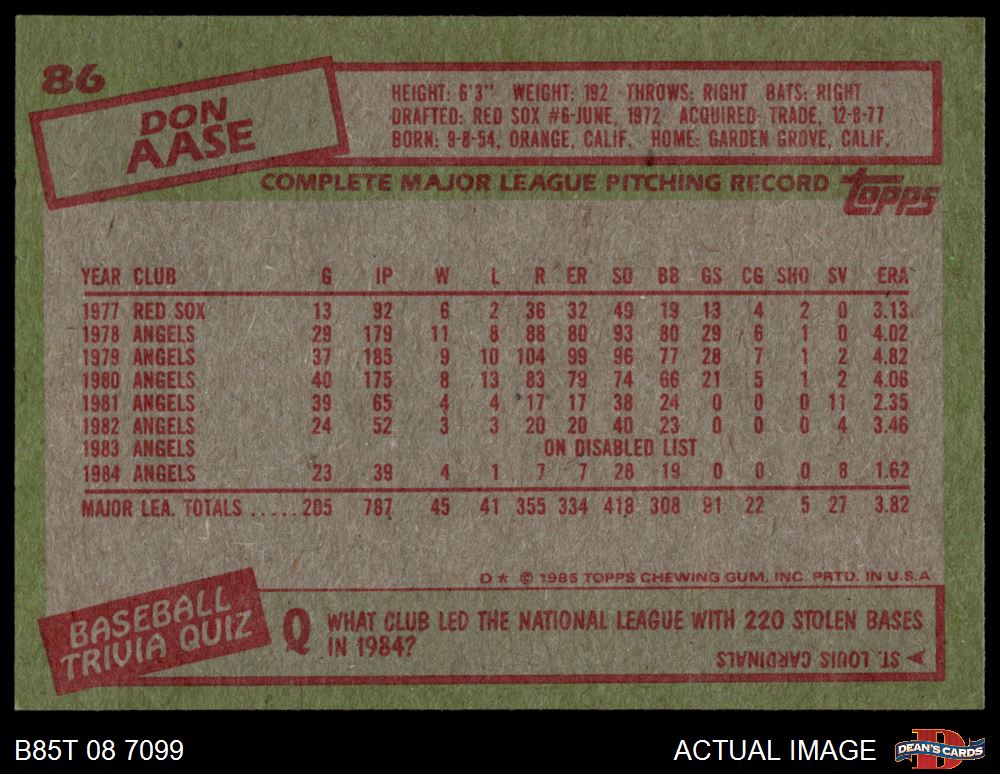 86
DON
AASE
HEIGHT: 6'3" WEIGHT: 192 THROWS: RIGHT BATS: RIGHT
DRAFTED: RED SOX #6-JUNE, 1972 ACQUIRED: TRADE, 12-8-77
BORN: 9-8-54, ORANGE, CALIF. HOME: GARDEN GROVE, CALIF.
COMPLETE MAJOR LEAGUE PITCHING RECORD
topps
YEAR CLUB G IP W L R ER SO BB GS CG SHO SV ERA
1977 RED SOX 13 92 6 2 36 32 49 19 13 4 2 0 3.13
1978 ANGELS 29 179 11 8 88 80 93 80 29 6 1 0 4.02
1979 ANGELS 37 185 9 10 104 99 96 77 28 7 1 2 4.82
1980 ANGELS 40 175 8 13 83 79 74 66 21 5 1 2 4.06
1981 ANGELS 39 65 4 4 17 17 38 24 0 0 0 11 2.35
1982 ANGELS 24 52 3 3 20 20 40 23 0 0 0 4 3.46
1983 ANGELS ON DISABLED LIST
1984 ANGELS 23 39 4 1 7 7 28 19 0 0 0 8 1.62
MAJOR LEA. TOTALS.....205 787 45 41 355 334 418 308 91 22 5 27 3.82
D★ © 1985 TOPPS CHEWING GUM, INC. PRTD. IN U.S.A
BASEBALL
TRIVIA QUIZ
Q WHAT CLUB LED THE NATIONAL LEAGUE WITH 220 STOLEN BASES
IN 1984?
A ST. LOUIS CARDINALS
B85T 08 7099
ACTUAL IMAGE
D
DEAN'S CARDS